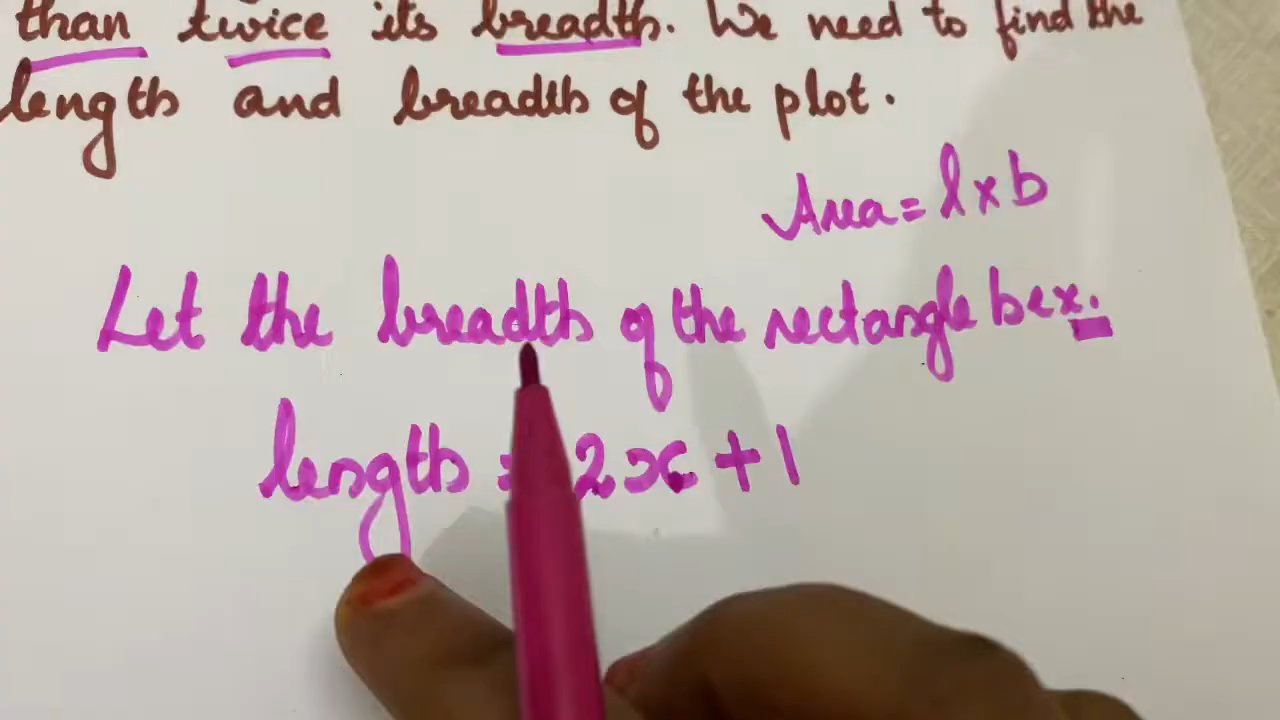 than twice its breadth. We need to find the
length and breadth of the plot.
Area = l x b
Let the breadth of the rectangle be x.
length = 2x + 1